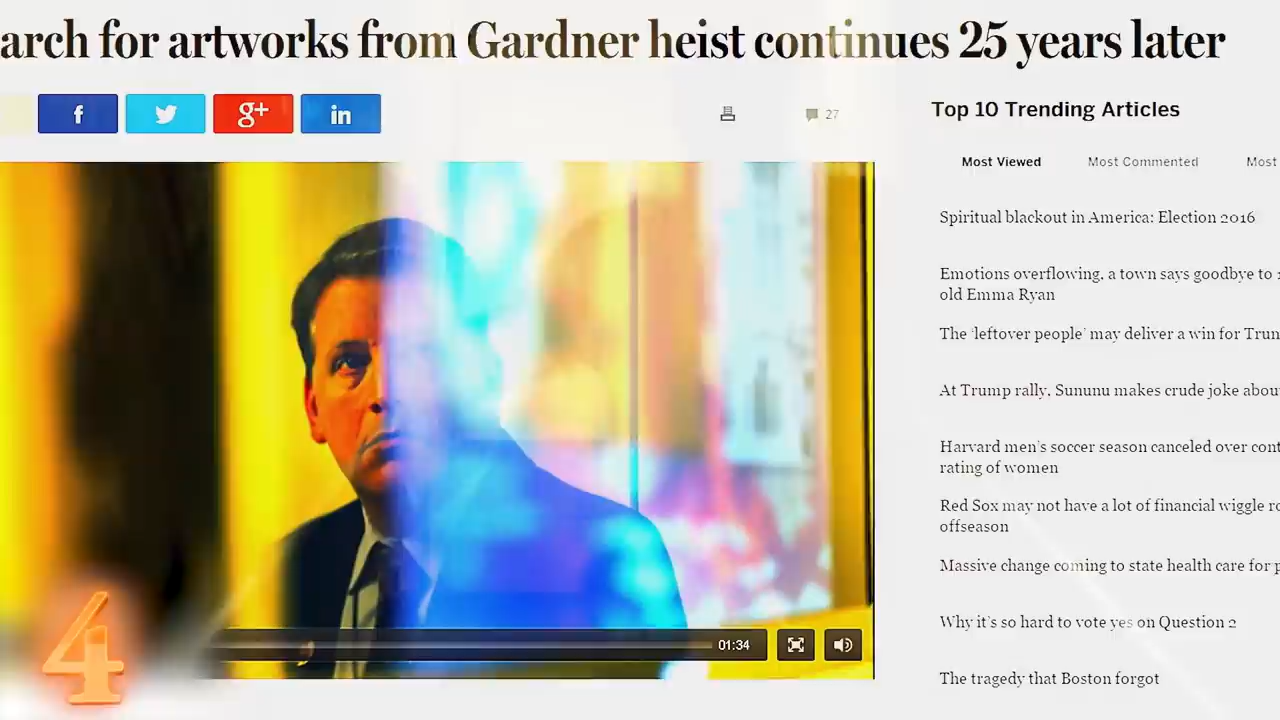 arch for artworks from Gardner heist continues 25 years later
f
g+
in
27
Top 10 Trending Articles
Most Viewed
Most Commented
Most
Spiritual blackout in America: Election 2016
Emotions overflowing, a town says goodbye to
old Emma Ryan
The 'leftover people' may deliver a win for Trum
At Trump rally, Sununu makes crude joke abou
Harvard men's soccer season canceled over cont
rating of women
Red Sox may not have a lot of financial wiggle ro
offseason
Massive change coming to state health care for p
Why it's so hard to vote yes on Question 2
The tragedy that Boston forgot
01:34
4